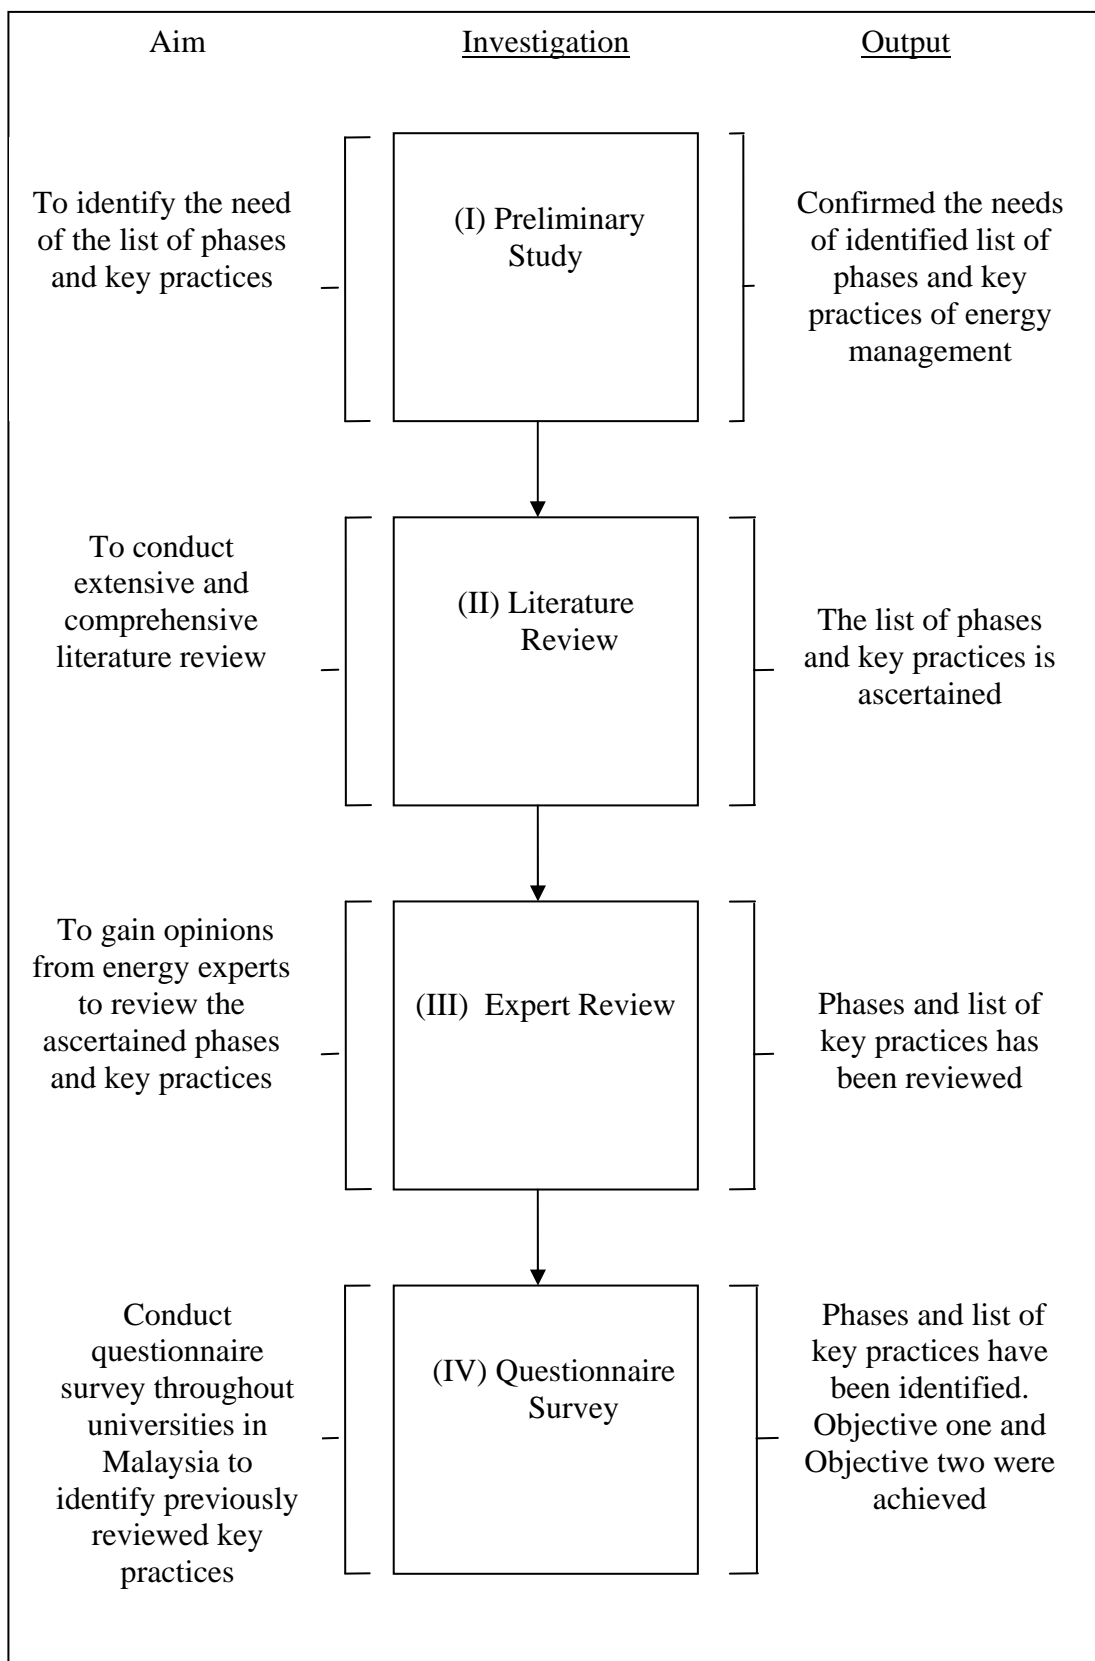 Aim Investigation Output
To identify the need
of the list of phases
and key practices
(I) Preliminary
Study
Confirmed the needs
of identified list of
phases and key
practices of energy
management
To conduct
extensive and
comprehensive
literature review
(II) Literature
Review
The list of phases
and key practices is
ascertained
To gain opinions
from energy experts
to review the
ascertained phases
and key practices
(III) Expert Review
Phases and list of
key practices has
been reviewed
Conduct
questionnaire
survey throughout
universities in
Malaysia to
identify previously
reviewed key
practices
(IV) Questionnaire
Survey
Phases and list of
key practices have
been identified.
Objective one and
Objective two were
achieved